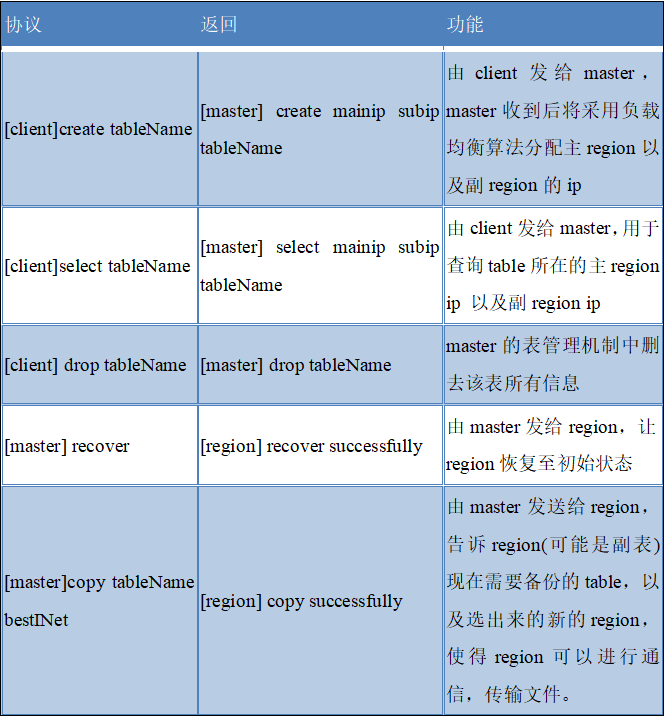 协议 返回 功能
[client]create tableName
[master] create mainip subip
tableName
由 client 发给 master，
master 收到后将采用负载
均衡算法分配主 region 以
及副 region 的 ip
[client]select tableName
[master] select mainip subip
tableName
由 client 发给 master，用于
查询 table 所在的主 region
ip 以及副 region ip
[client] drop tableName
[master] drop tableName
master 的表管理机制中删
去该表所有信息
[master] recover
[region] recover successfully
由 master 发给 region，让
region 恢复至初始状态
[master]copy tableName
bestINet
[region] copy successfully
由 master 发送给 region，
告诉 region(可能是副表)
现在需要备份的 table，以
及选出来的新的 region，
使得 region 可以进行通
信，传输文件。